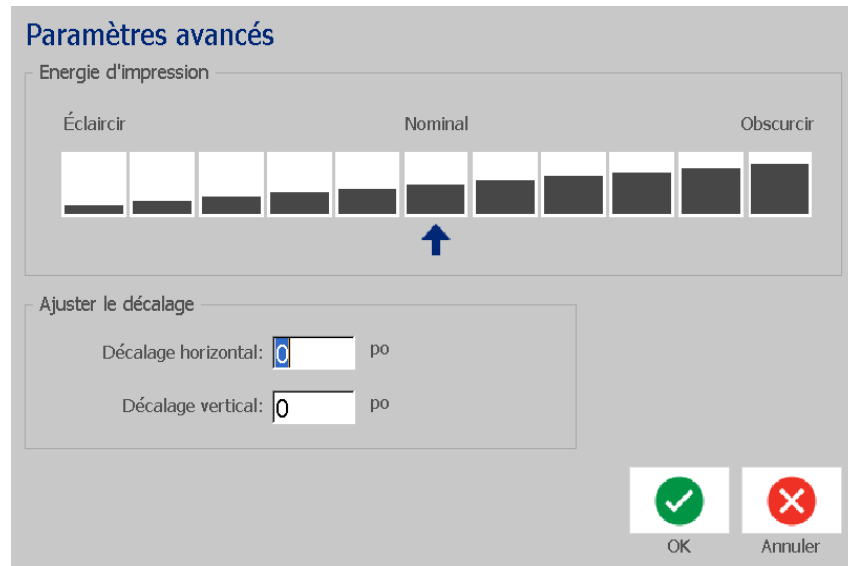 Paramètres avancés
Energie d'impression
Éclaircir Nominal Obscurcir
Ajuster le décalage
Décalage horizontal: 0 po
Décalage vertical: 0 po
OK Annuler